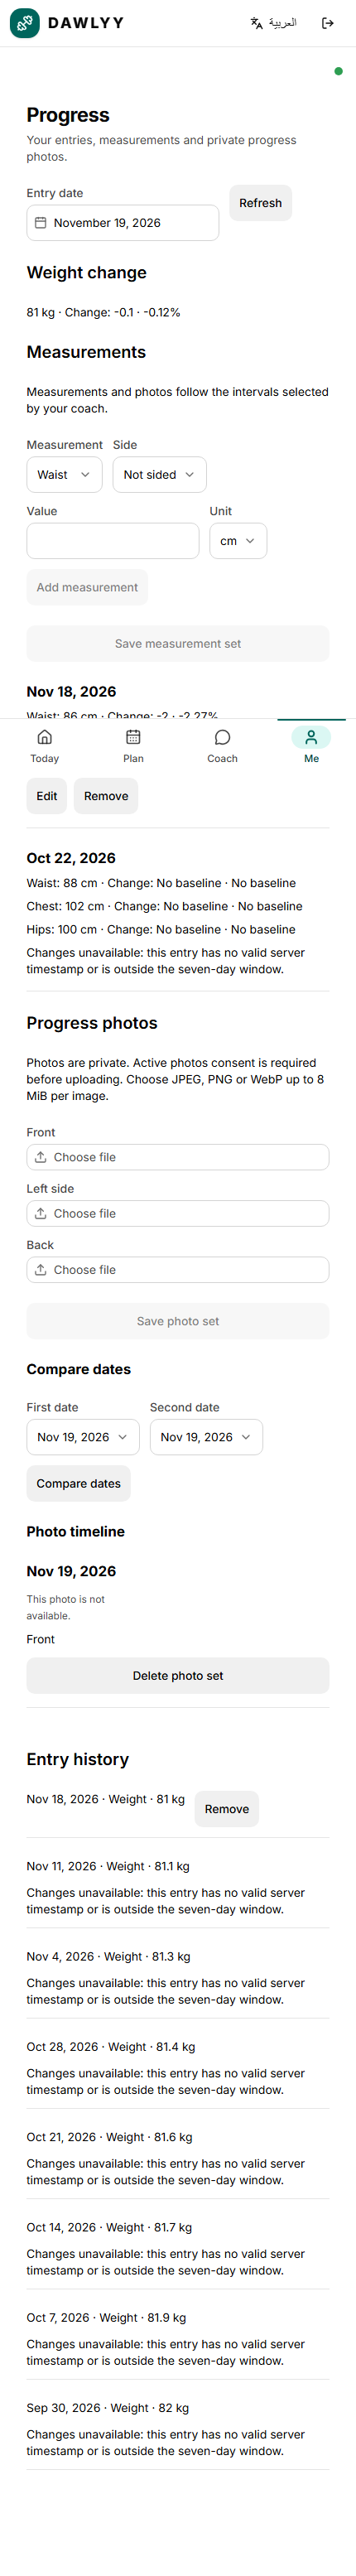 DAWLYY
العربية
Progress
Your entries, measurements and private progress
photos.
Entry date
November 19, 2026
Refresh
Weight change
81 kg · Change: -0.1 · -0.12%
Measurements
Measurements and photos follow the intervals selected
by your coach.
Measurement Side
Waist Not sided
Value Unit
cm
Add measurement
Save measurement set
Nov 18, 2026
Waist: 86 cm · Change: -2 · -2.27%
Today Plan Coach Me
Edit Remove
Oct 22, 2026
Waist: 88 cm · Change: No baseline · No baseline
Chest: 102 cm · Change: No baseline · No baseline
Hips: 100 cm · Change: No baseline · No baseline
Changes unavailable: this entry has no valid server
timestamp or is outside the seven-day window.
Progress photos
Photos are private. Active photos consent is required
before uploading. Choose JPEG, PNG or WebP up to 8
MiB per image.
Front
Choose file
Left side
Choose file
Back
Choose file
Save photo set
Compare dates
First date Second date
Nov 19, 2026 Nov 19, 2026
Compare dates
Photo timeline
Nov 19, 2026
This photo is not
available.
Front
Delete photo set
Entry history
Nov 18, 2026 · Weight · 81 kg
Remove
Nov 11, 2026 · Weight · 81.1 kg
Changes unavailable: this entry has no valid server
timestamp or is outside the seven-day window.
Nov 4, 2026 · Weight · 81.3 kg
Changes unavailable: this entry has no valid server
timestamp or is outside the seven-day window.
Oct 28, 2026 · Weight · 81.4 kg
Changes unavailable: this entry has no valid server
timestamp or is outside the seven-day window.
Oct 21, 2026 · Weight · 81.6 kg
Changes unavailable: this entry has no valid server
timestamp or is outside the seven-day window.
Oct 14, 2026 · Weight · 81.7 kg
Changes unavailable: this entry has no valid server
timestamp or is outside the seven-day window.
Oct 7, 2026 · Weight · 81.9 kg
Changes unavailable: this entry has no valid server
timestamp or is outside the seven-day window.
Sep 30, 2026 · Weight · 82 kg
Changes unavailable: this entry has no valid server
timestamp or is outside the seven-day window.